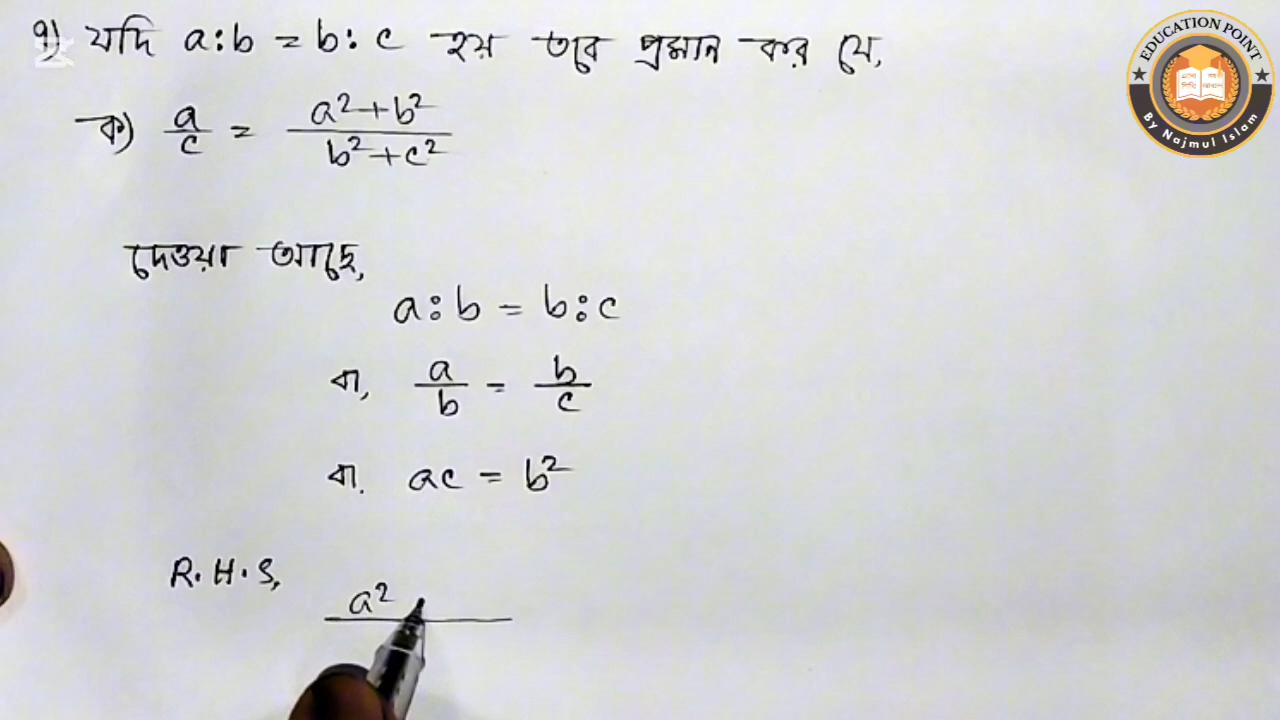 ৭) যদি a:b = b:c হয় তবে প্রমান কর যে,
ক) a/c = (a²+b²)/(b²+c²)
দেওয়া আছে,
a:b = b:c
বা, a/b = b/c
বা. ac = b²
R.H.S,
a²
EDUCATION POINT
By Najmul Islam